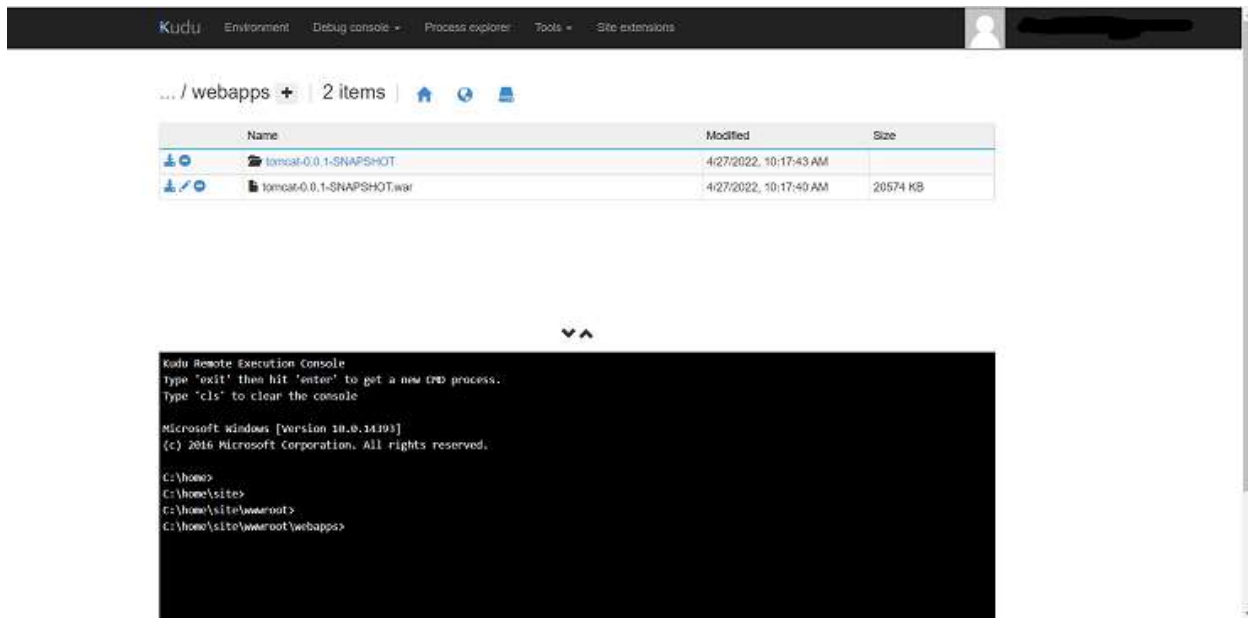 Kudu Environment Debug console Process explorer Tools Site extensions
... / webapps + 2 items
Name Modified Size
tomcat-0.0.1-SNAPSHOT 4/27/2022, 10:17:43 AM
tomcat-0.0.1-SNAPSHOT.war 4/27/2022, 10:17:40 AM 20574 KB
Kudu Remote Execution Console
Type 'exit' then hit 'enter' to get a new CMD process.
Type 'cls' to clear the console
Microsoft Windows [Version 10.0.14393]
(c) 2016 Microsoft Corporation. All rights reserved.
C:\home>
C:\home\site>
C:\home\site\wwwroot>
C:\home\site\wwwroot\webapps>